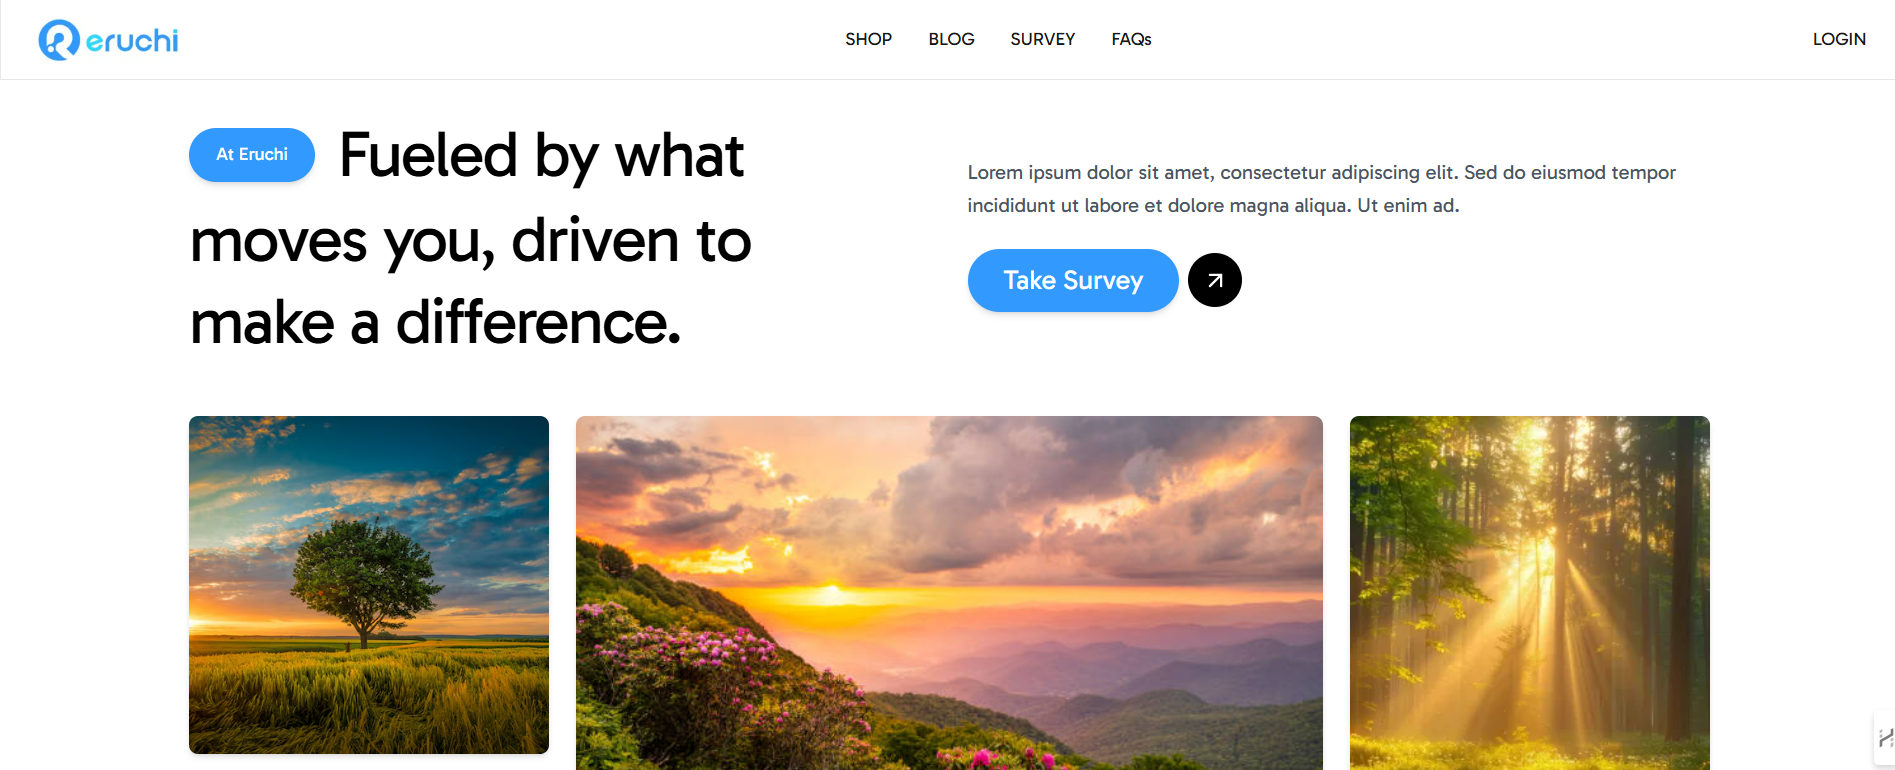 eruchi
SHOP BLOG SURVEY FAQs
LOGIN
At Eruchi
Fueled by what
moves you, driven to
make a difference.
Lorem ipsum dolor sit amet, consectetur adipiscing elit. Sed do eiusmod tempor
incididunt ut labore et dolore magna aliqua. Ut enim ad.
Take Survey